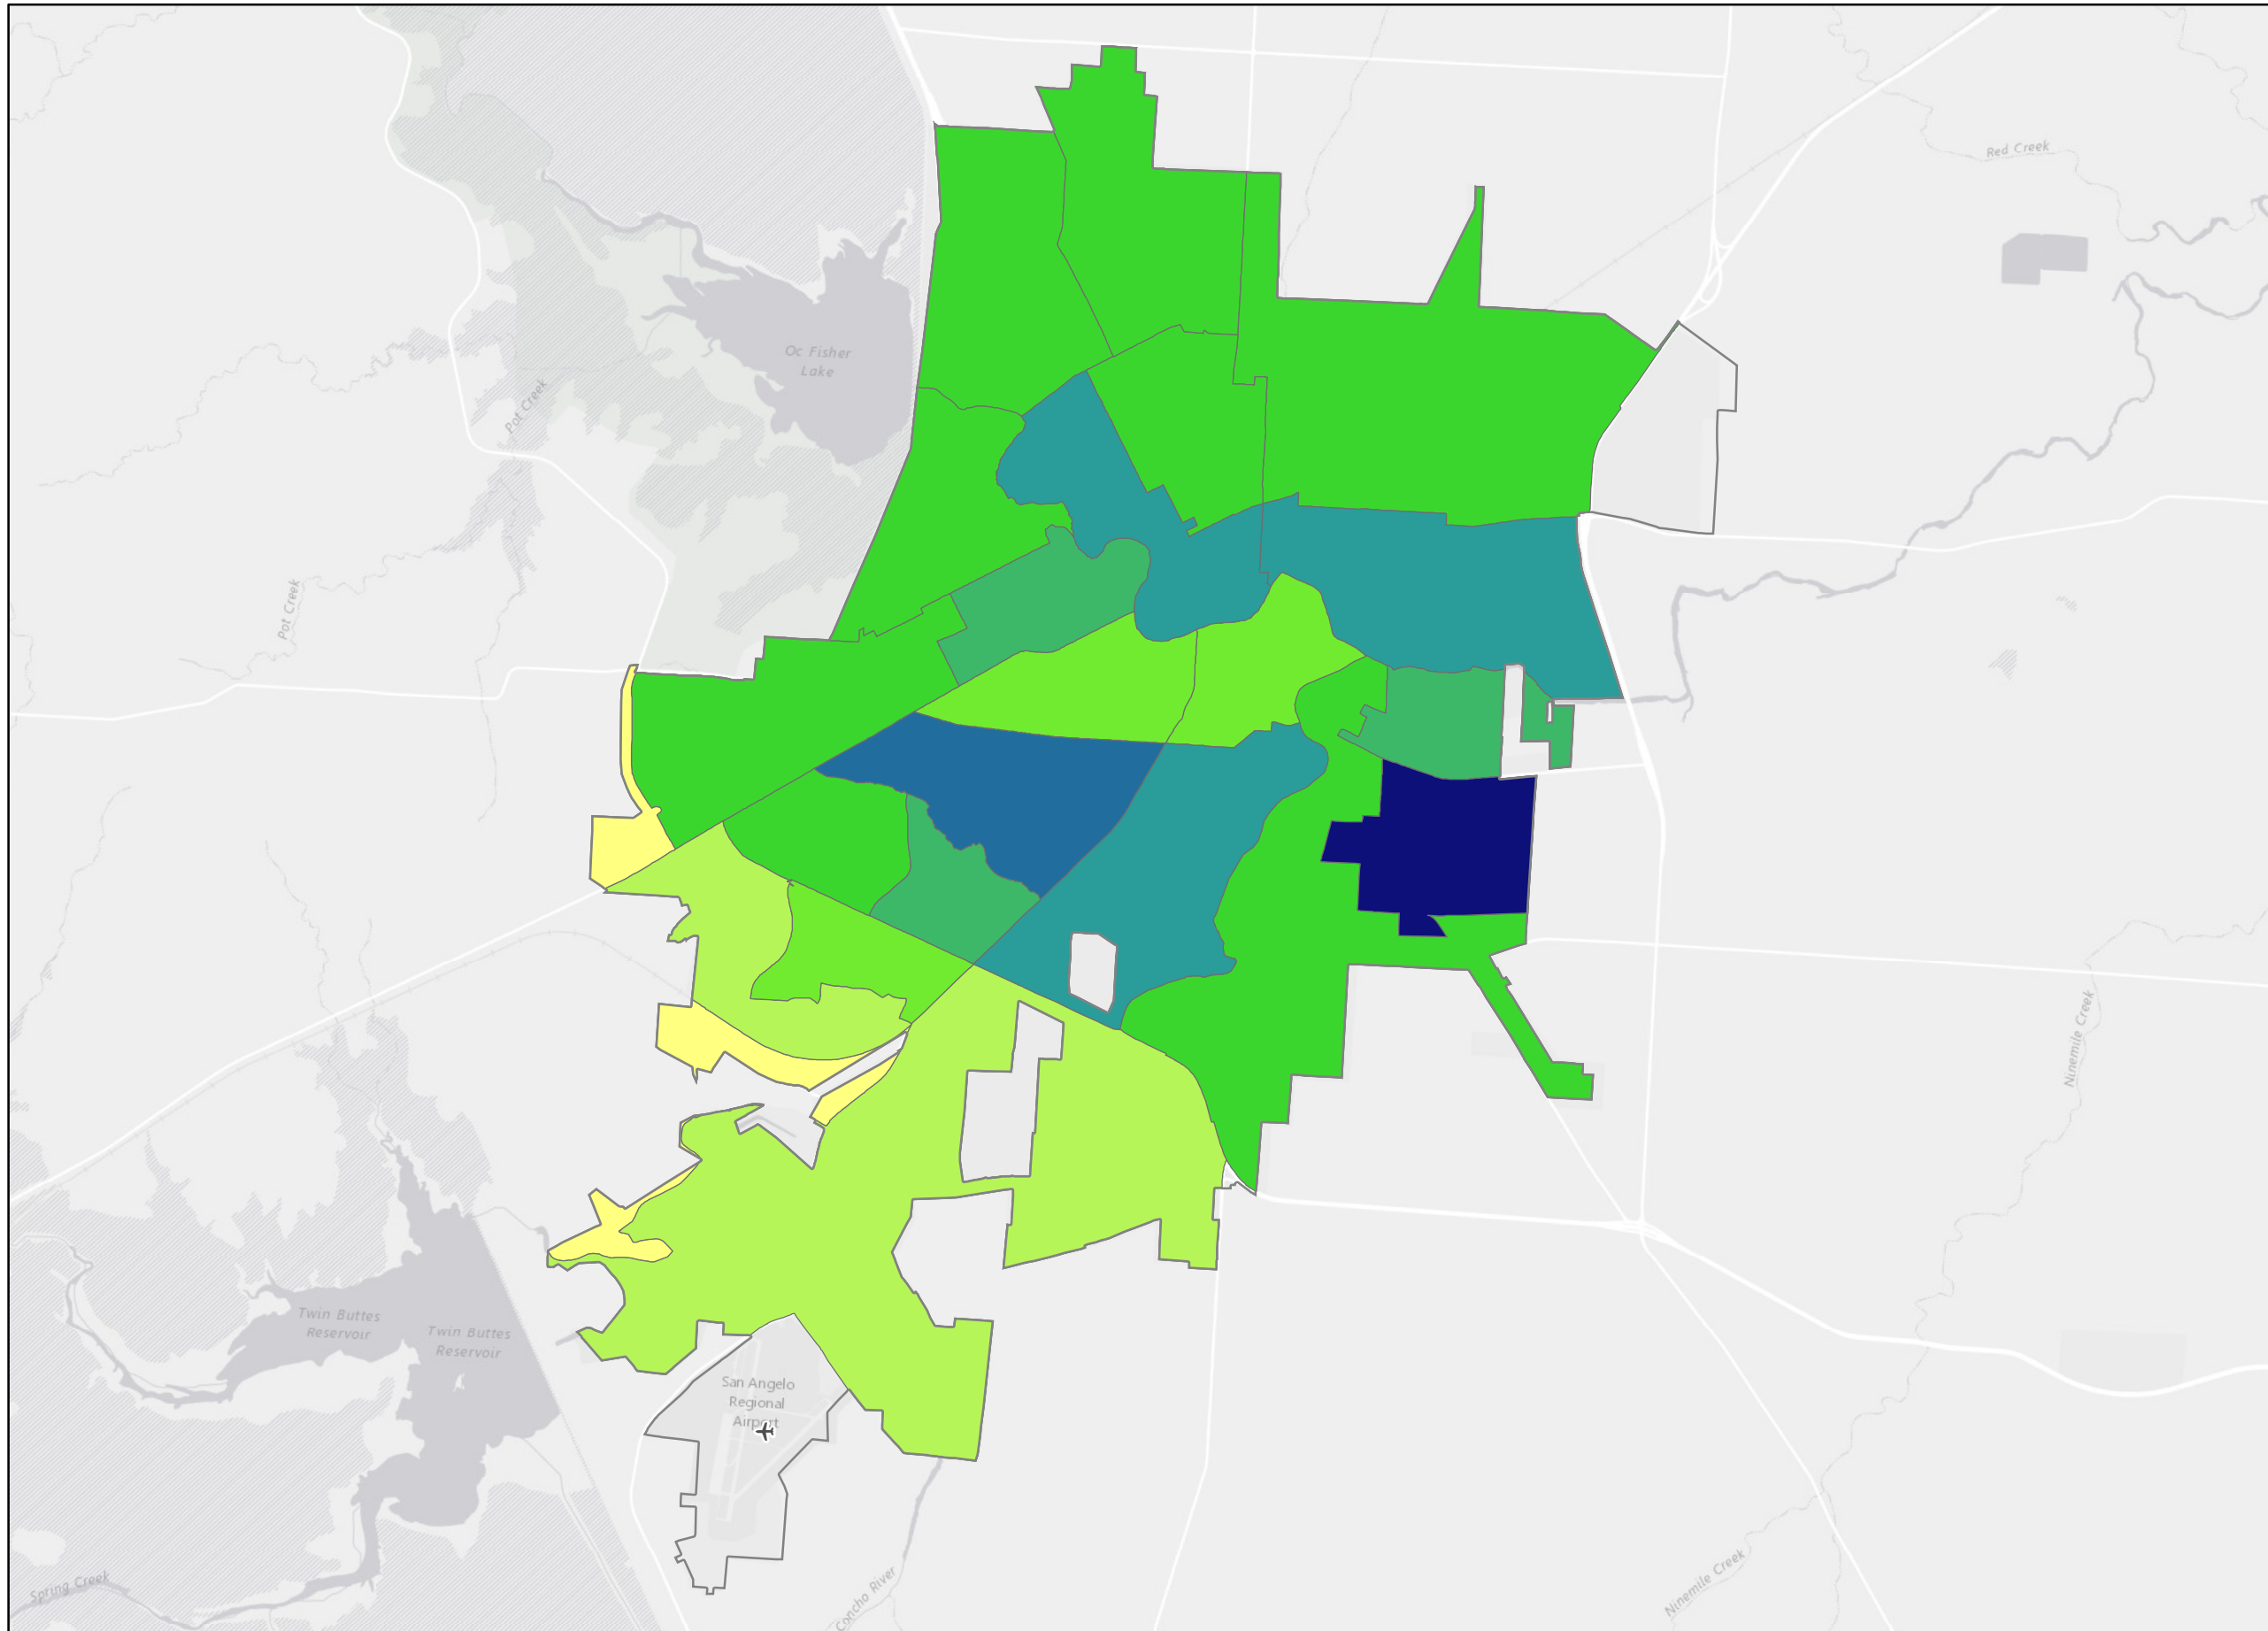 Red Creek
Oc Fisher
Lake
Pot Creek
Pot Creek
Ninemile Creek
Twin Buttes
Reservoir
Twin Buttes
Reservoir
San Angelo
Regional
Airport
Spring Creek
Concho River
Ninemile Creek